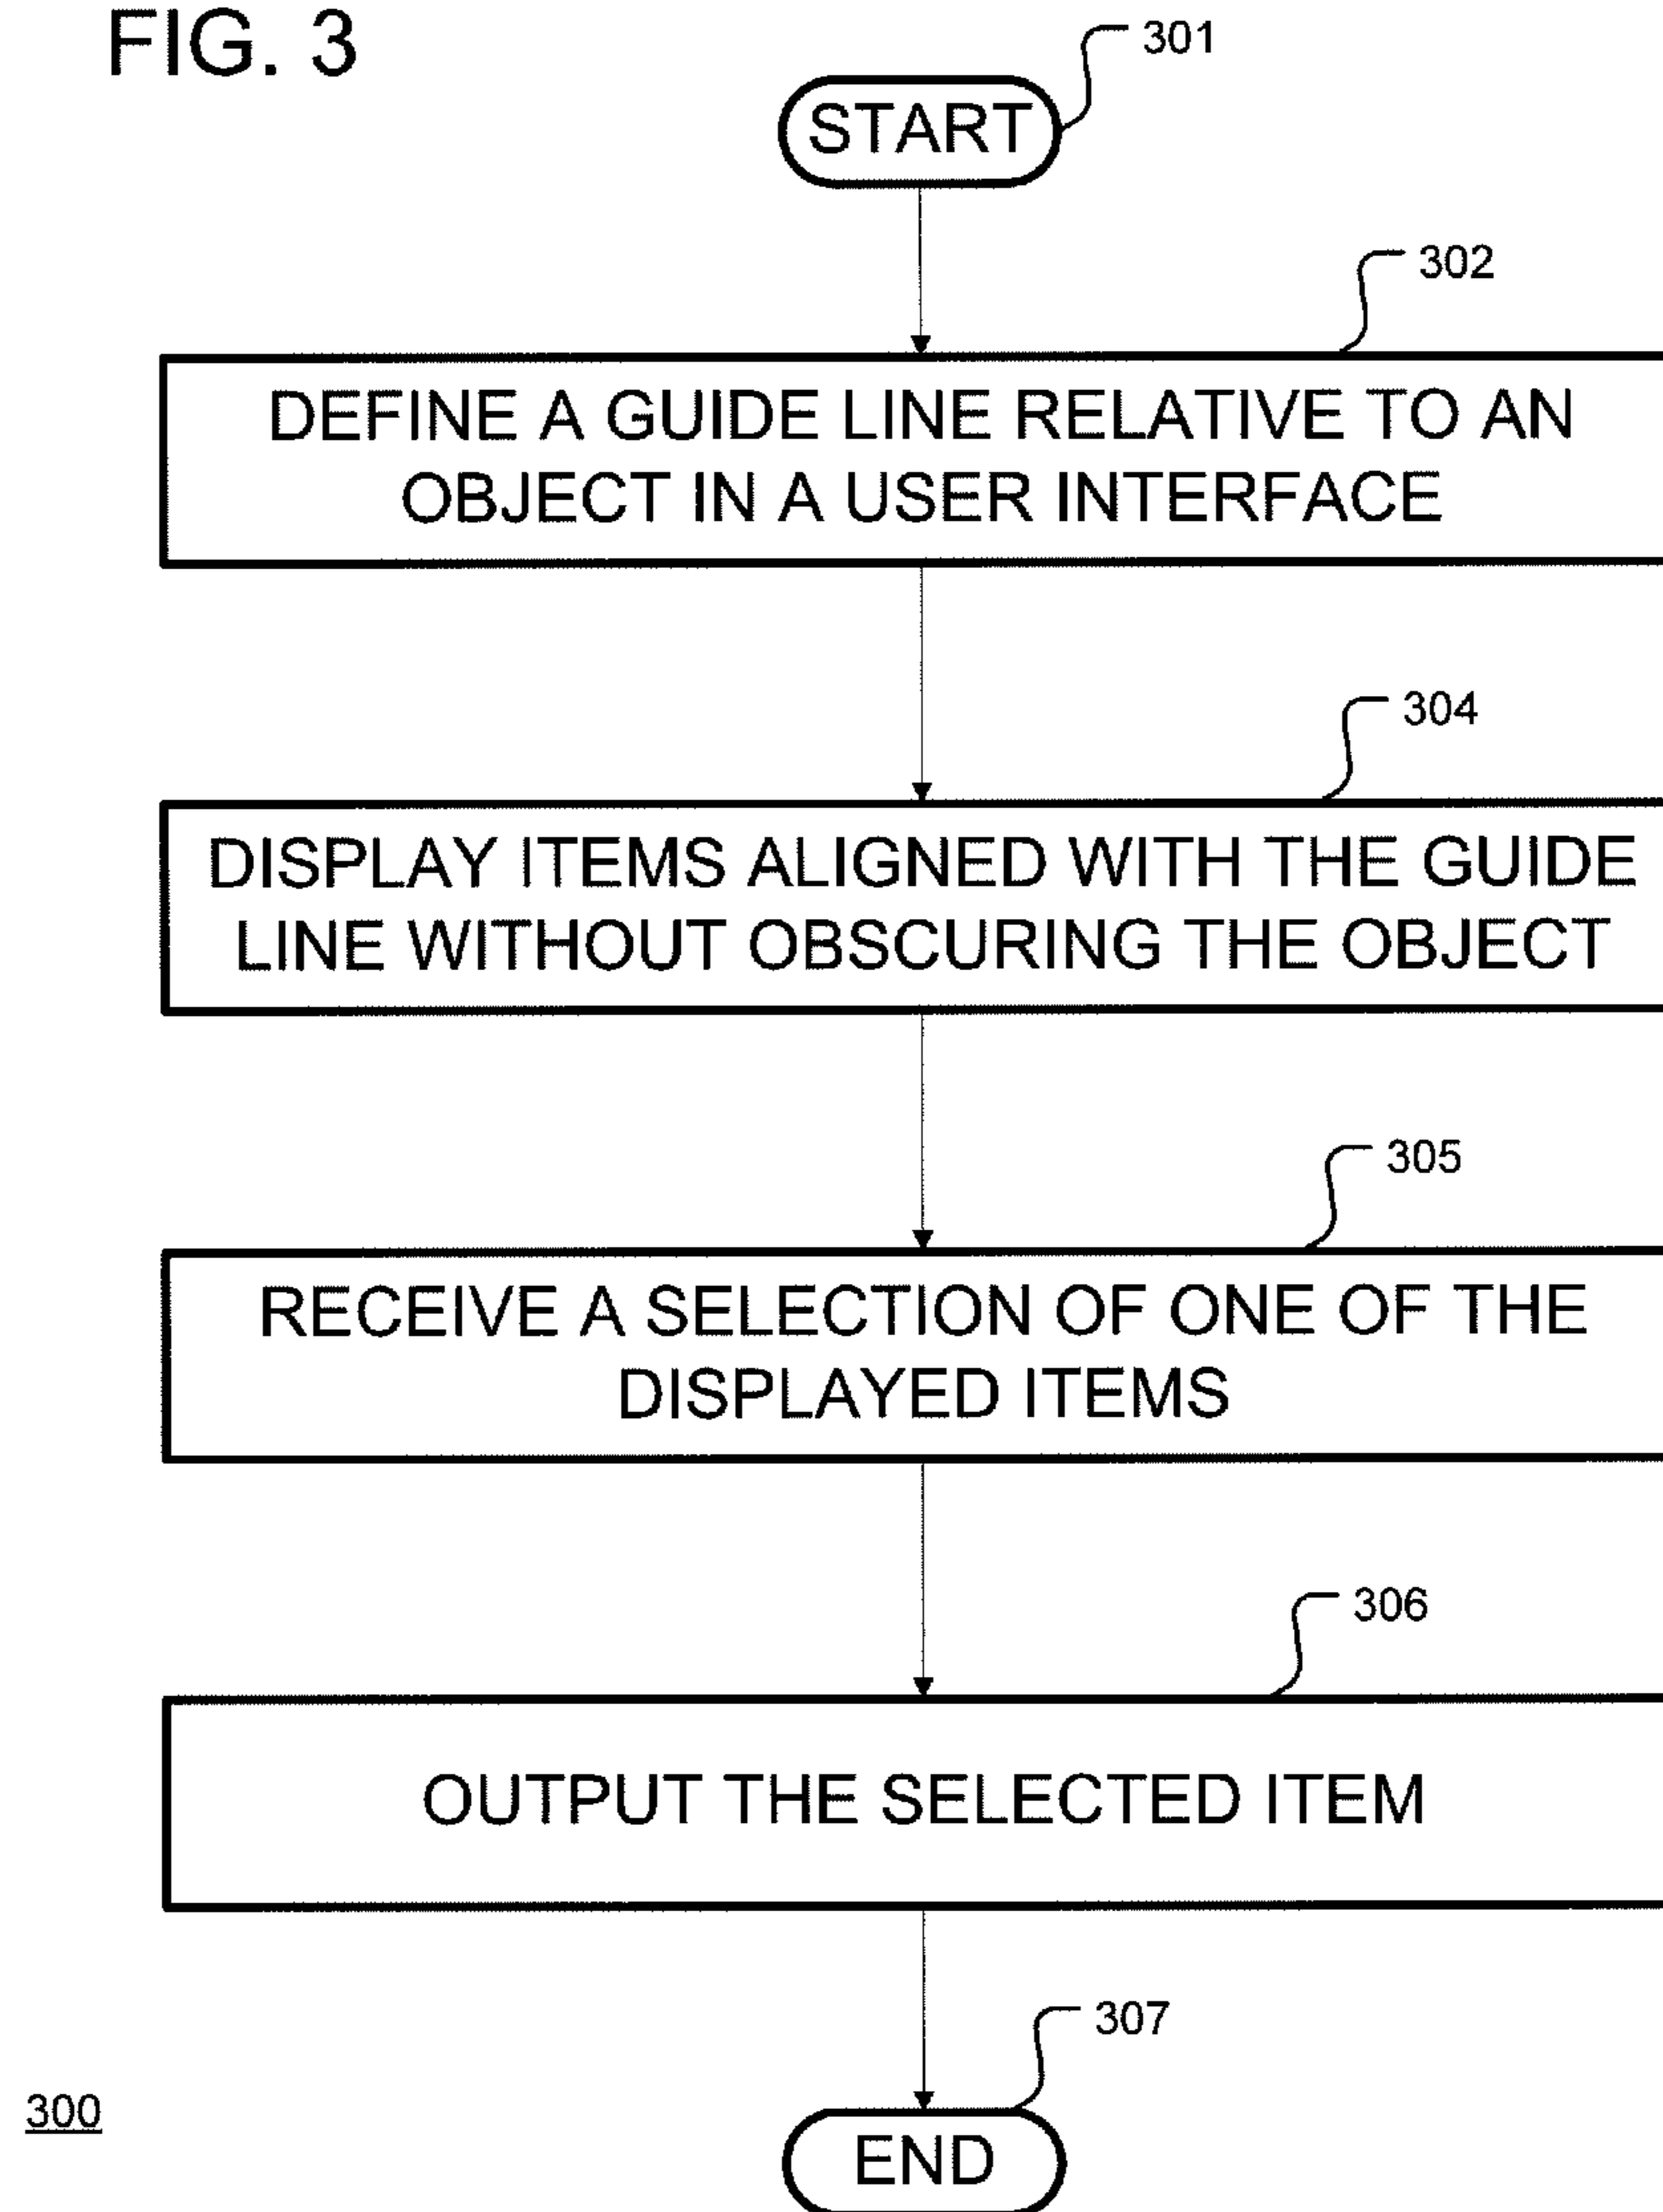 FIG. 3
301
START
302
DEFINE A GUIDE LINE RELATIVE TO AN
OBJECT IN A USER INTERFACE
304
DISPLAY ITEMS ALIGNED WITH THE GUIDE
LINE WITHOUT OBSCURING THE OBJECT
305
RECEIVE A SELECTION OF ONE OF THE
DISPLAYED ITEMS
306
OUTPUT THE SELECTED ITEM
307
300
END